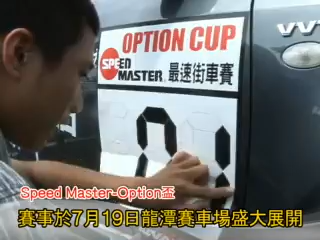 VVT
OPTION CUP
SPEED
MASTER 最速街車賽
Speed Master-Option盃
賽事於7月19日龍潭賽車場盛大展開